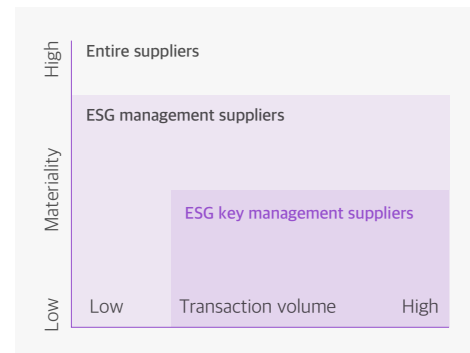 Entire suppliers
ESG management suppliers
ESG key management suppliers
High
Materiality
Low
Low Transaction volume High